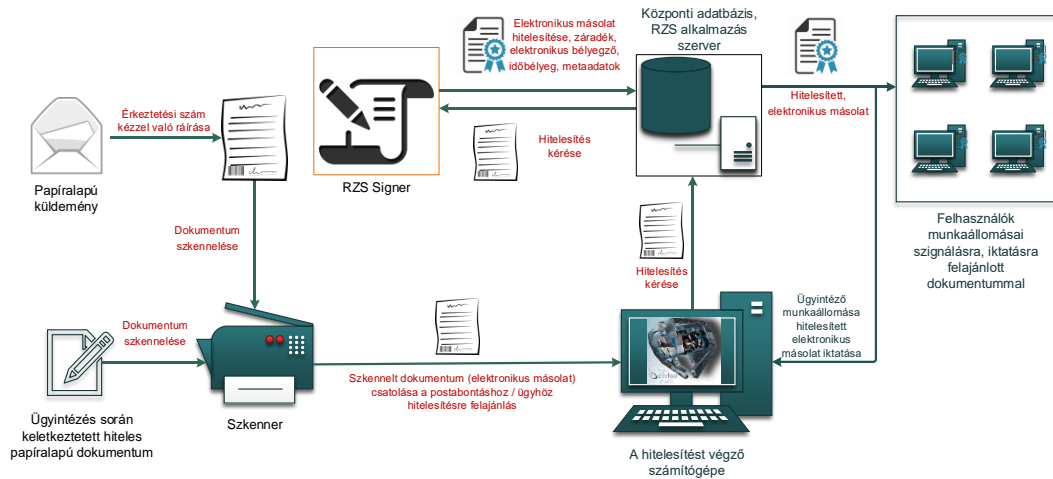 Elektronikus másolat
hitelesítése, záradék,
elektronikus bélyegző,
időbélyeg, metaadatok
Központi adatbázis,
RZS alkalmazás
szerver
Érkeztetési szám
kézzel való ráírása
Hitelesítés
kérése
Hitelesített,
elektronikus másolat
Papíralapú
küldemény
RZS Signer
Felhasználók
munkaállomásai
szignálásra, iktatásra
felajánlott
dokumentummal
Dokumentum
szkennelése
Hitelesítés
kérése
Dokumentum
szkennelése
Ügyintéző
munkaállomása
hitelesített
elektronikus
másolat iktatása
Szkennelt dokumentum (elektronikus másolat)
csatolása a postabontáshoz / ügyhöz
hitelesítésre felajánlás
Ügyintézés során
keletkeztetett hiteles
papíralapú dokumentum
Szkenner
A hitelesítést végző
számítógépe